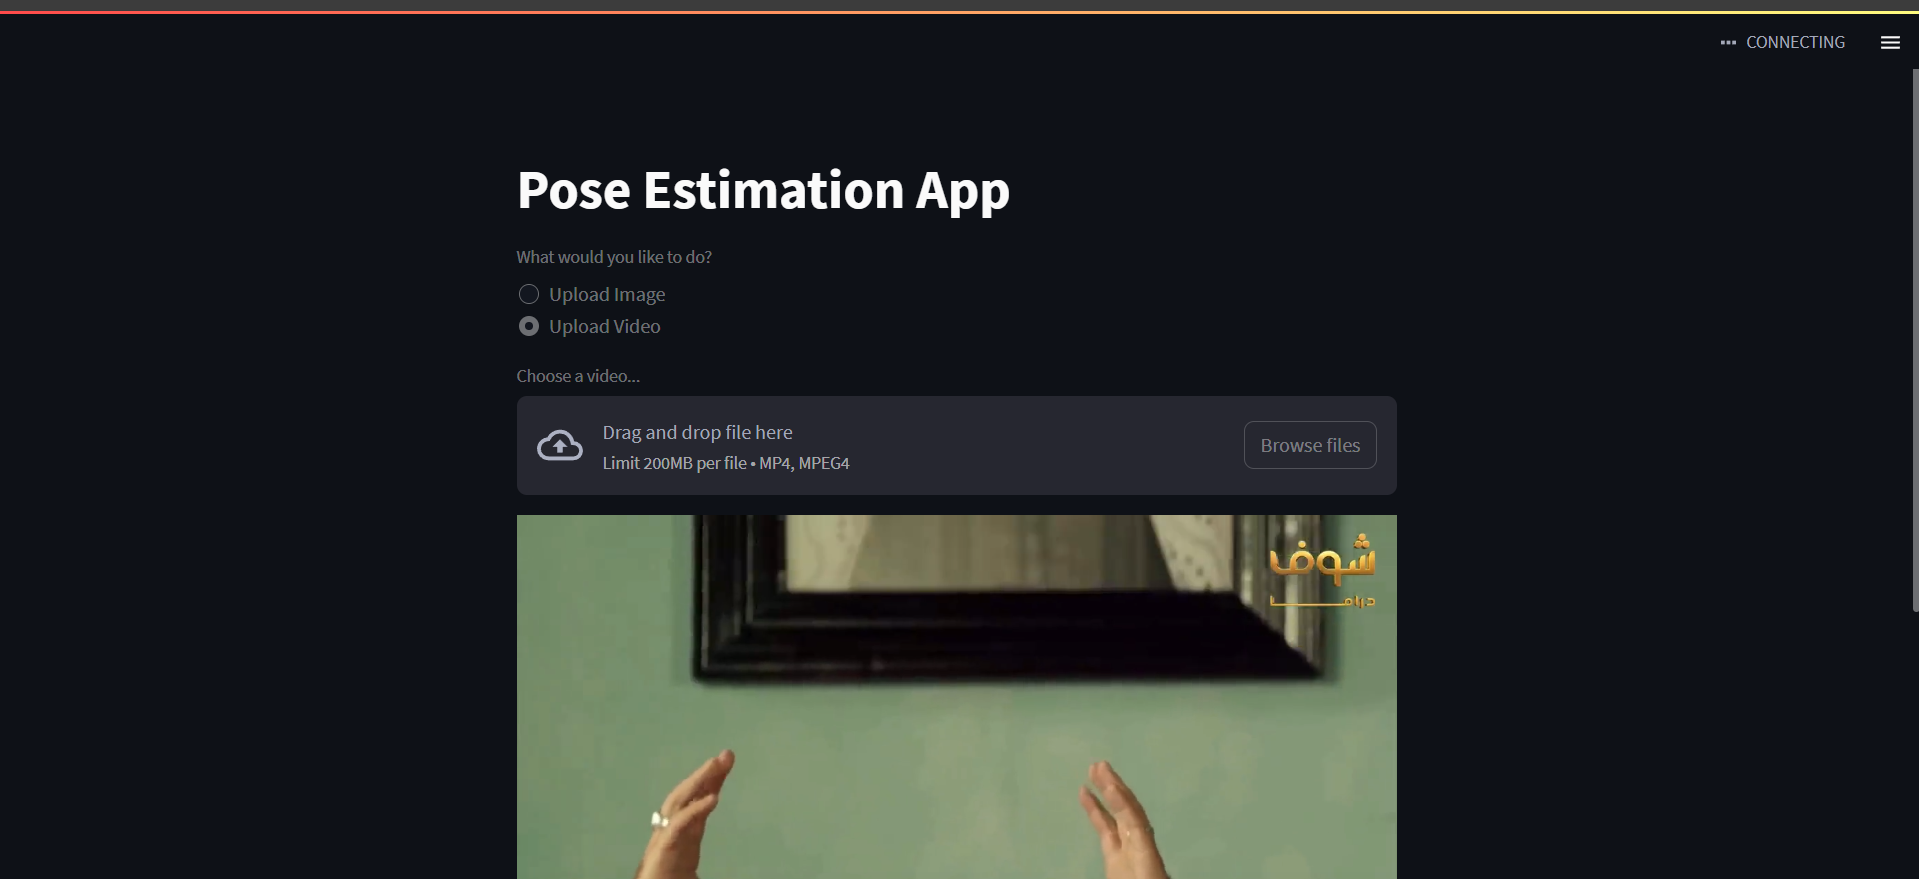 CONNECTING
Pose Estimation App
What would you like to do?
Upload Image
Upload Video
Choose a video...
Drag and drop file here
Limit 200MB per file • MP4, MPEG4
Browse files
شوف
دراما